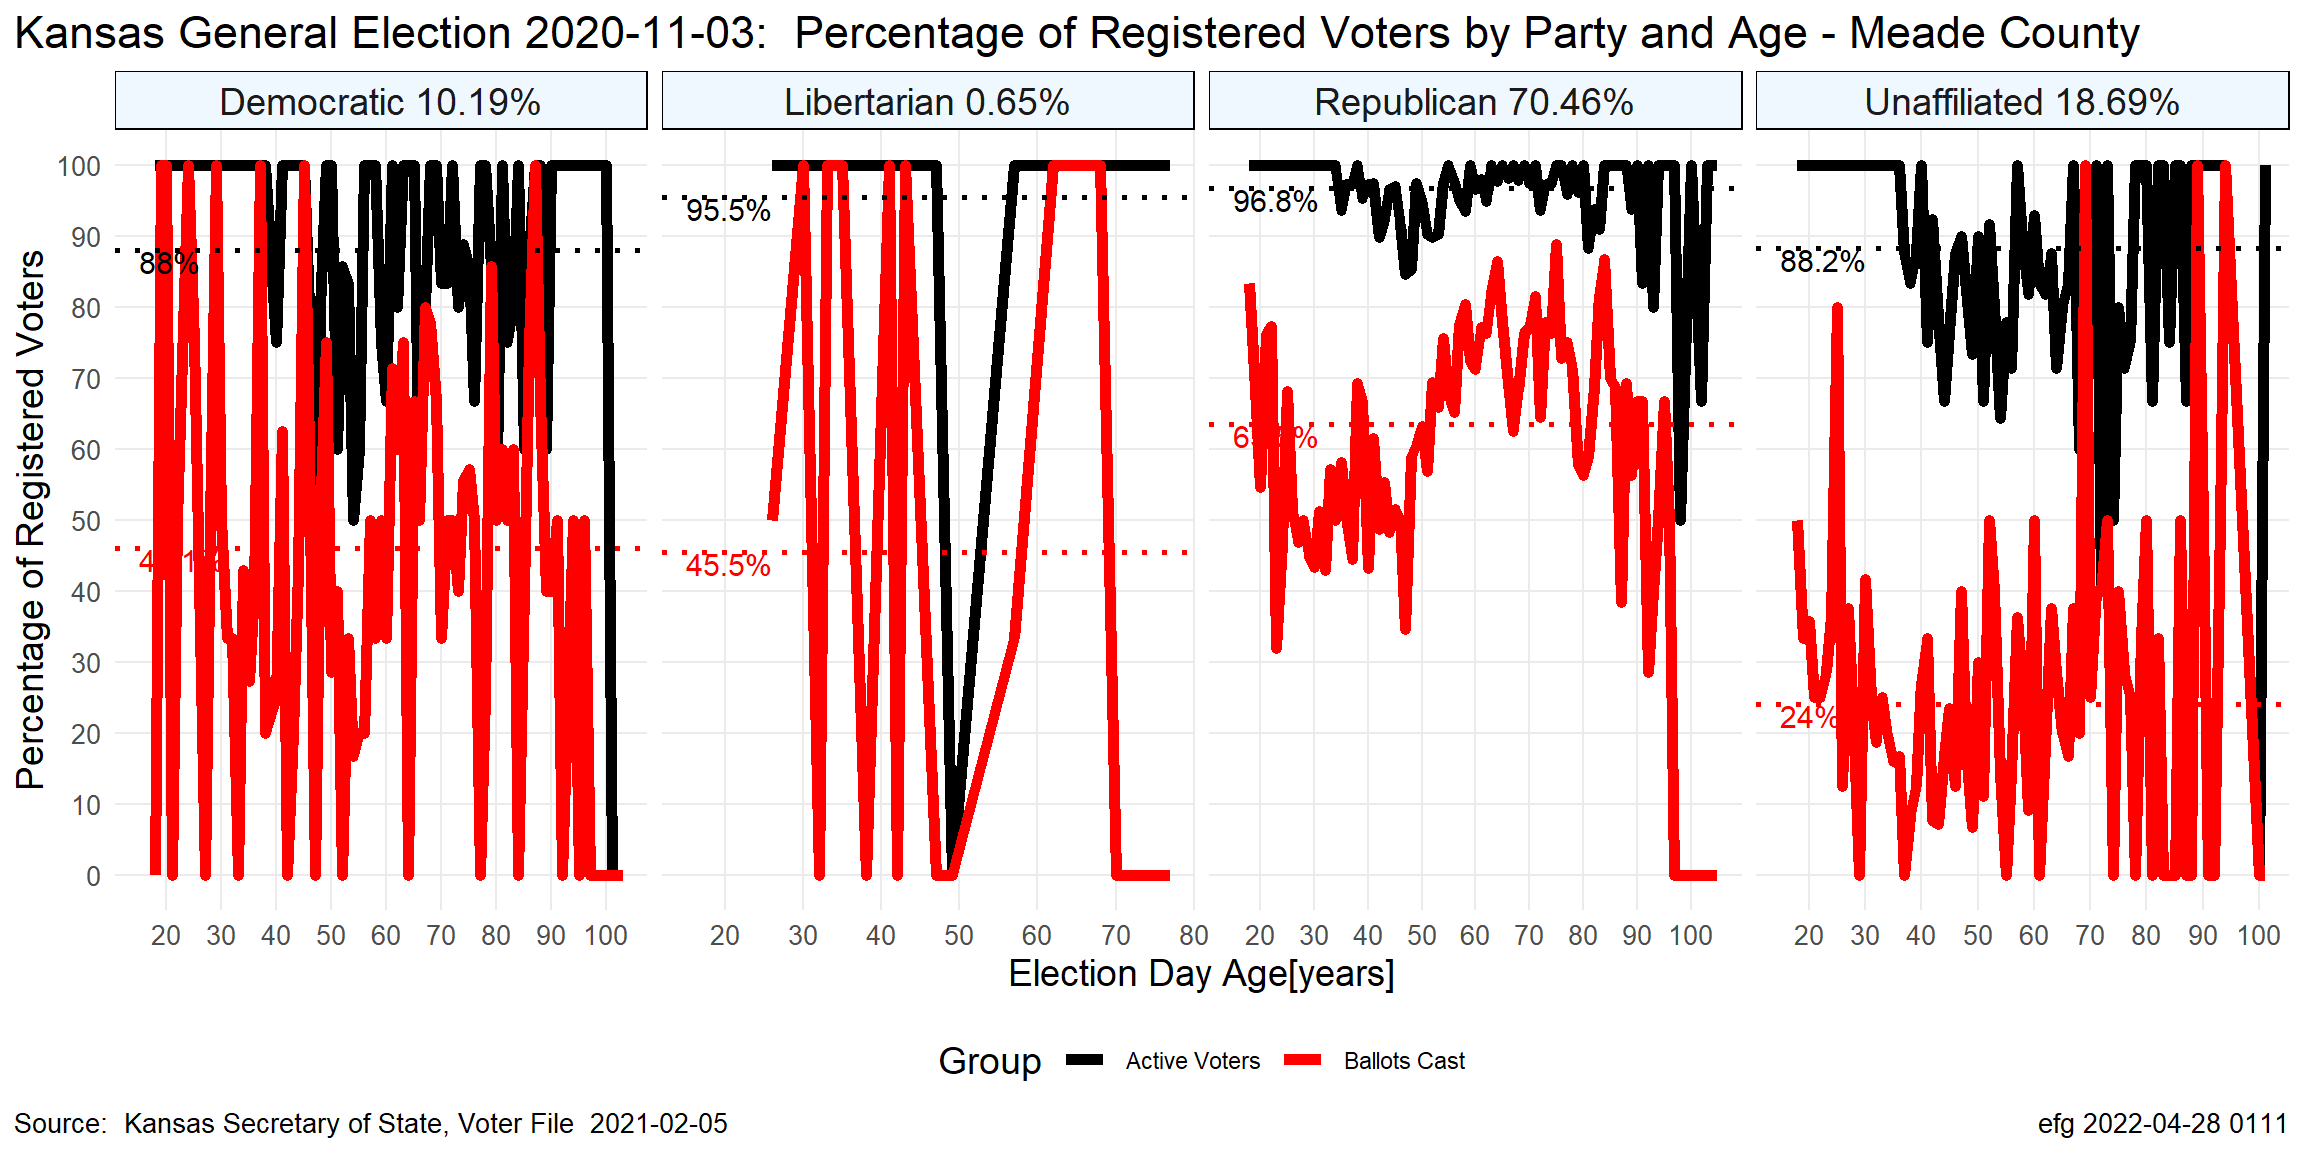 Kansas General Election 2020-11-03:  Percentage of Registered Voters by Party and Age - Meade County
Democratic 10.19%
Libertarian 0.65%
Republican 70.46%
Unaffiliated 18.69%
Percentage of Registered Voters
100
90
80
70
60
50
40
30
20
10
0
88%
95.5%
45.5%
96.8%
88.2%
24%
20 30 40 50 60 70 80 90 100
20 30 40 50 60 70 80
20 30 40 50 60 70 80 90 100
20 30 40 50 60 70 80 90 100
Election Day Age[years]
Group Active Voters Ballots Cast
Source:  Kansas Secretary of State, Voter File  2021-02-05
efg 2022-04-28 0111